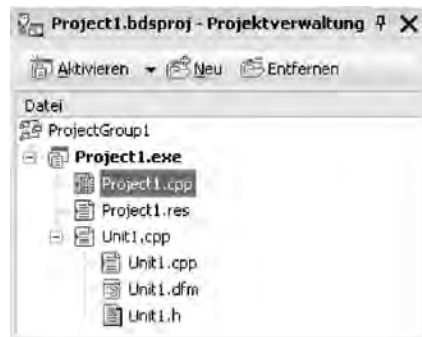 Project1.bdsproj - Projektverwaltung
Aktivieren Neu Entfernen
Datei
ProjectGroup1
Project1.exe
Project1.cpp
Project1.res
Unit1.cpp
Unit1.cpp
Unit1.dfm
Unit1.h